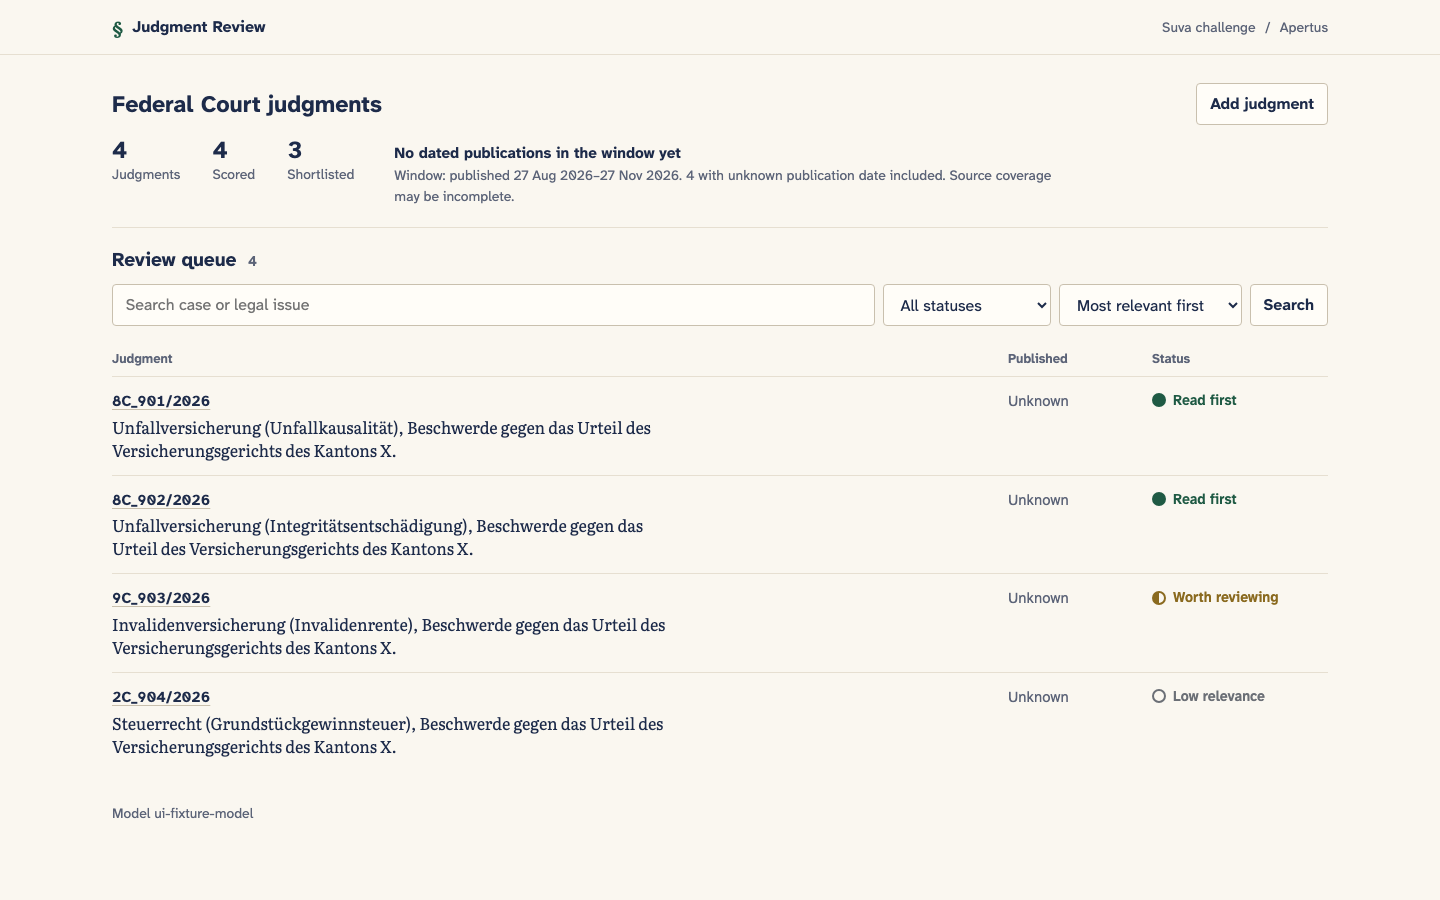 § Judgment Review
Suva challenge / Apertus
Federal Court judgments
Add judgment
4
Judgments
4
Scored
3
Shortlisted
No dated publications in the window yet
Window: published 27 Aug 2026–27 Nov 2026. 4 with unknown publication date included. Source coverage
may be incomplete.
Review queue 4
Search case or legal issue
All statuses
Most relevant first
Search
Judgment
Published
Status
8C_901/2026
Unknown
Read first
Unfallversicherung (Unfallkausalität), Beschwerde gegen das Urteil des
Versicherungsgerichts des Kantons X.
8C_902/2026
Unknown
Read first
Unfallversicherung (Integritätsentschädigung), Beschwerde gegen das
Urteil des Versicherungsgerichts des Kantons X.
9C_903/2026
Unknown
Worth reviewing
Invalidenversicherung (Invalidenrente), Beschwerde gegen das Urteil des
Versicherungsgerichts des Kantons X.
2C_904/2026
Unknown
Low relevance
Steuerrecht (Grundstückgewinnsteuer), Beschwerde gegen das Urteil des
Versicherungsgerichts des Kantons X.
Model ui-fixture-model